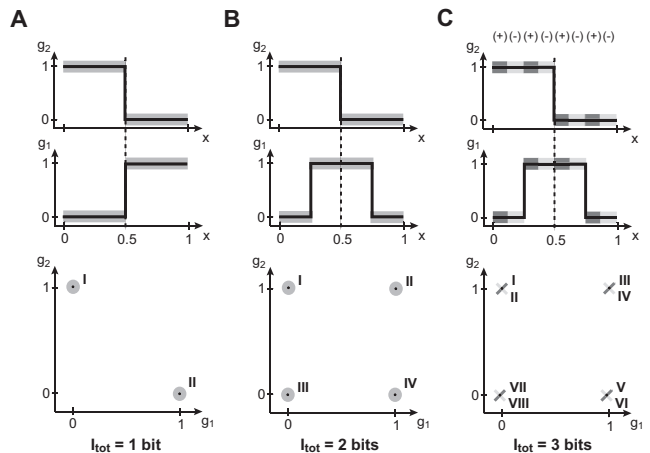 A
B
C
(+) (-) (+) (-) (+) (-) (+) (-)
g2
1
0
x
g2
1
0
x
g2
1
0
x
g1
1
0
0
0.5
1
x
g1
1
0
0
0.5
1
x
g1
1
0
0
0.5
1
x
g2
1
I
0
II
0
1
g1
g2
1
I
II
0
III
IV
0
1
g1
g2
1
I
II
III
IV
0
VII
VIII
V
VI
0
1
g1
Itot = 1 bit
Itot = 2 bits
Itot = 3 bits